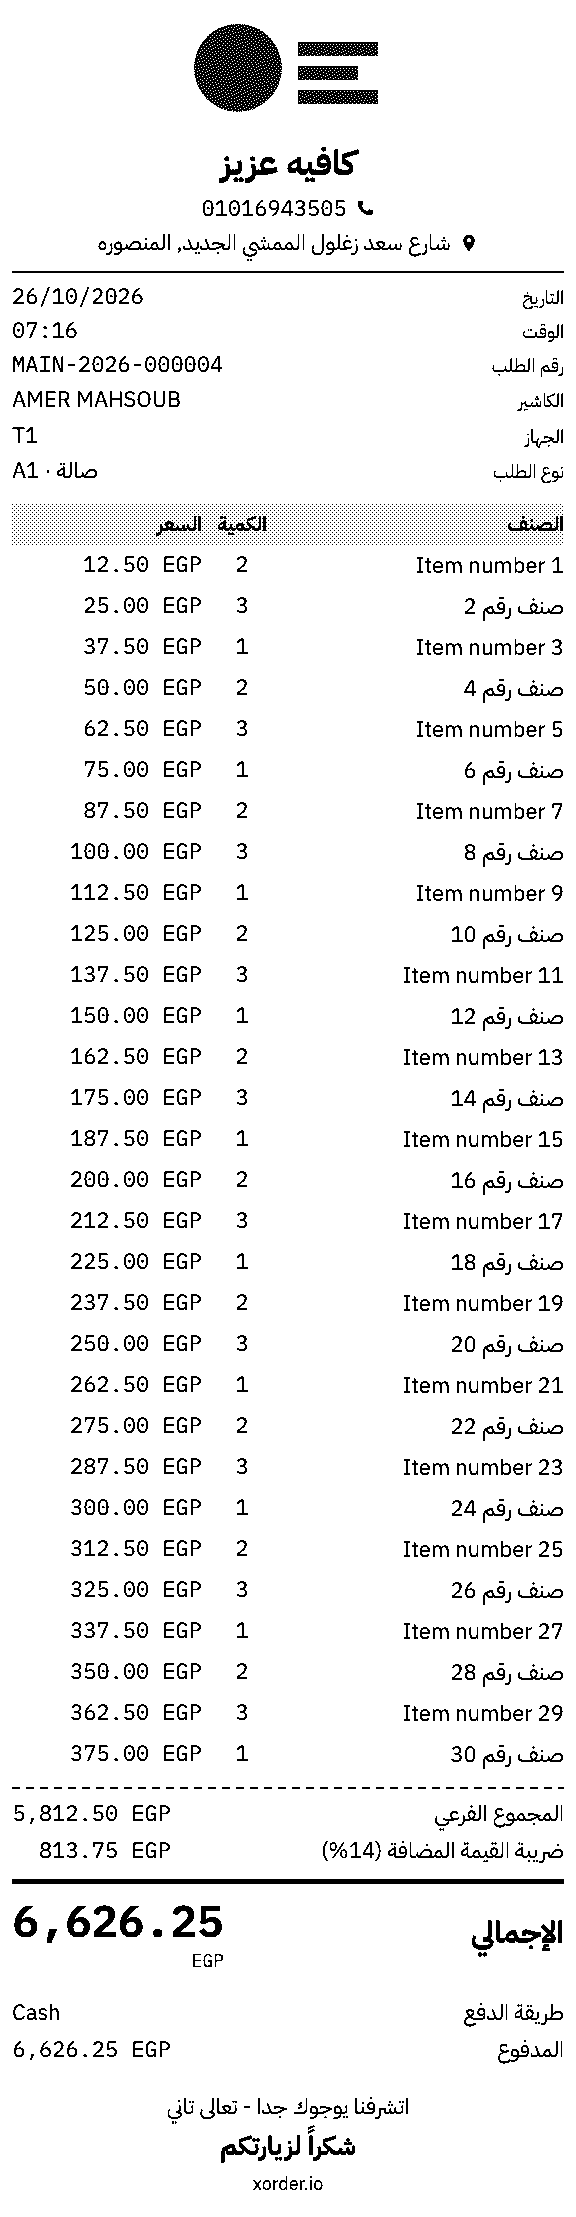 كافيه عزيز
01016943505
شارع سعد زغلول الممشي الجديد, المنصوره
التاريخ 26/10/2026
الوقت 07:16
رقم الطلب MAIN-2026-000004
الكاشير AMER MAHSOUB
الجهاز T1
نوع الطلب صالة · A1
الصنف الكمية السعر
Item number 1 2 12.50 EGP
صنف رقم 2 3 25.00 EGP
Item number 3 1 37.50 EGP
صنف رقم 4 2 50.00 EGP
Item number 5 3 62.50 EGP
صنف رقم 6 1 75.00 EGP
Item number 7 2 87.50 EGP
صنف رقم 8 3 100.00 EGP
Item number 9 1 112.50 EGP
صنف رقم 10 2 125.00 EGP
Item number 11 3 137.50 EGP
صنف رقم 12 1 150.00 EGP
Item number 13 2 162.50 EGP
صنف رقم 14 3 175.00 EGP
Item number 15 1 187.50 EGP
صنف رقم 16 2 200.00 EGP
Item number 17 3 212.50 EGP
صنف رقم 18 1 225.00 EGP
Item number 19 2 237.50 EGP
صنف رقم 20 3 250.00 EGP
Item number 21 1 262.50 EGP
صنف رقم 22 2 275.00 EGP
Item number 23 3 287.50 EGP
صنف رقم 24 1 300.00 EGP
Item number 25 2 312.50 EGP
صنف رقم 26 3 325.00 EGP
Item number 27 1 337.50 EGP
صنف رقم 28 2 350.00 EGP
Item number 29 3 362.50 EGP
صنف رقم 30 1 375.00 EGP
المجموع الفرعي 5,812.50 EGP
ضريبة القيمة المضافة (14%) 813.75 EGP
الإجمالي 6,626.25
EGP
طريقة الدفع Cash
المدفوع 6,626.25 EGP
اتشرفنا يوجوك جدا - تعالى تاني
شكراً لزيارتكم
xorder.io